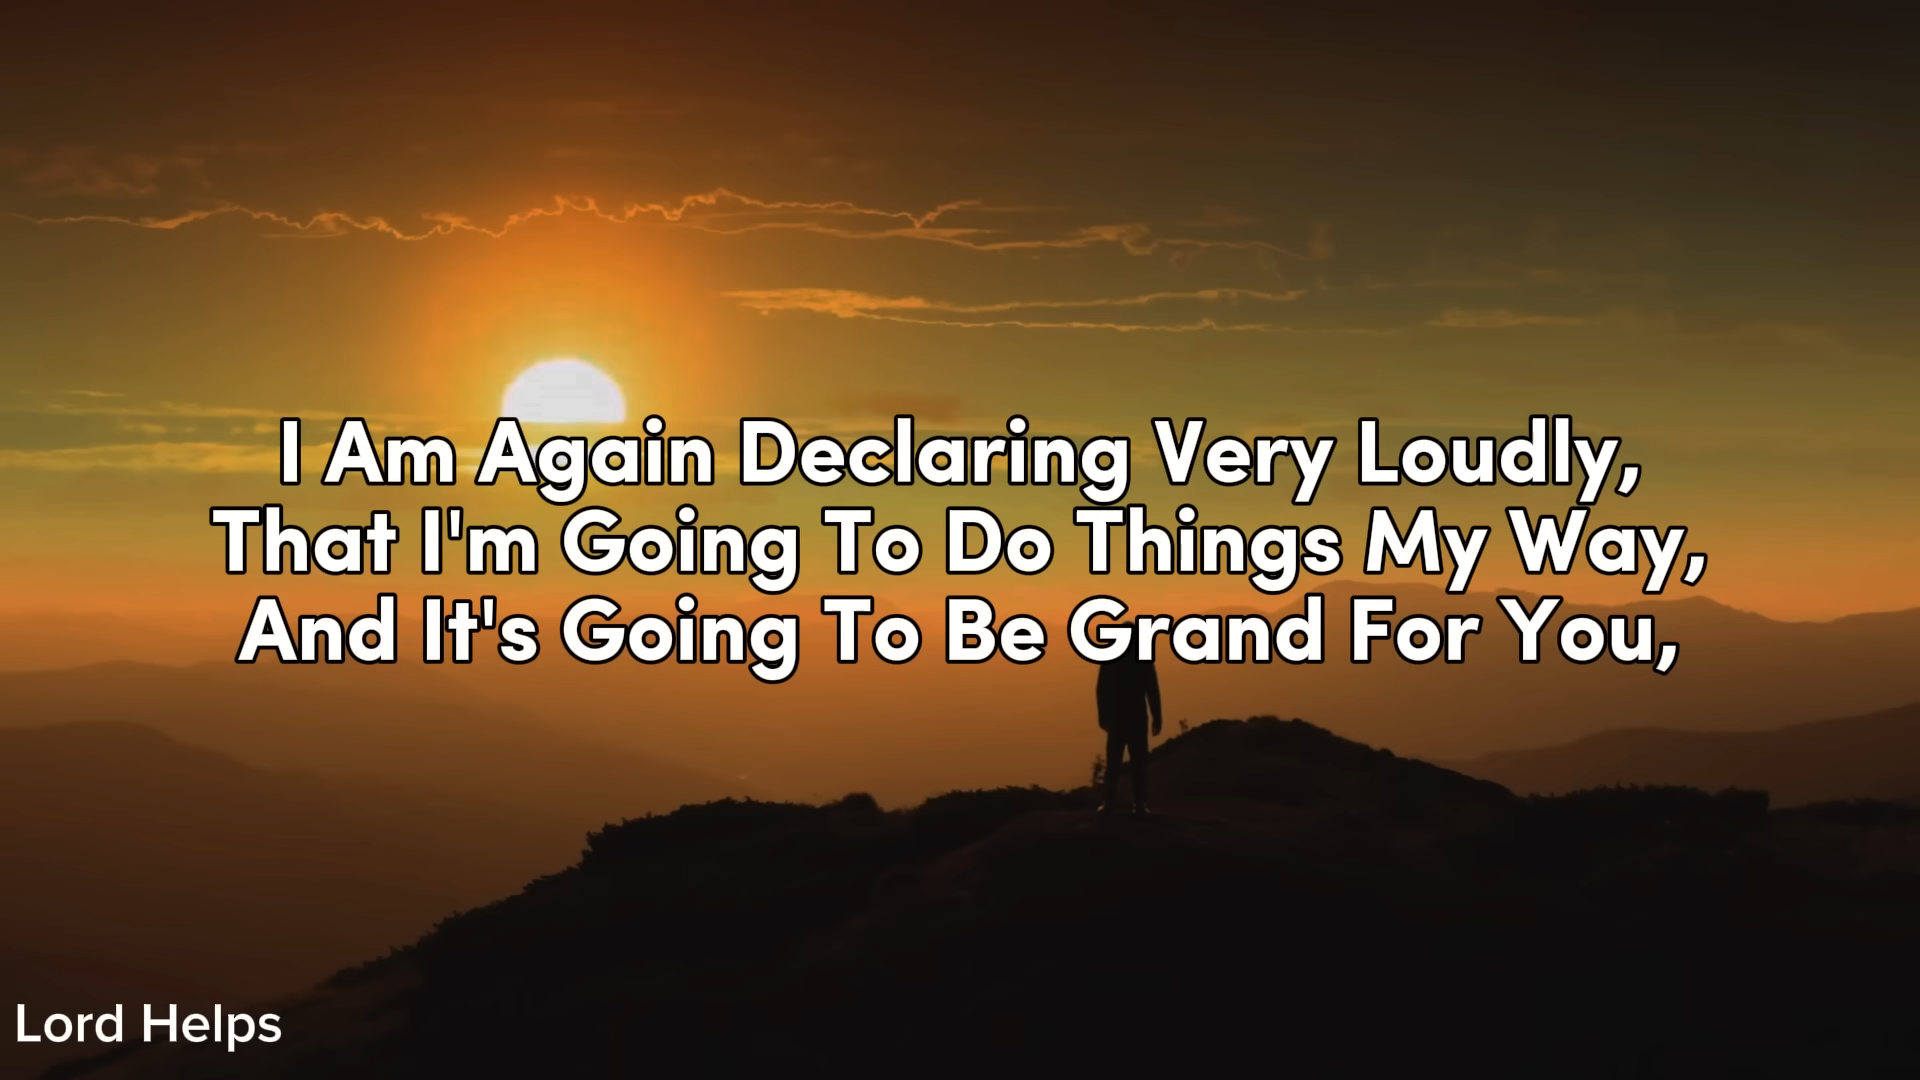 I Am Again Declaring Very Loudly,
That I'm Going To Do Things My Way,
And It's Going To Be Grand For You,
Lord Helps